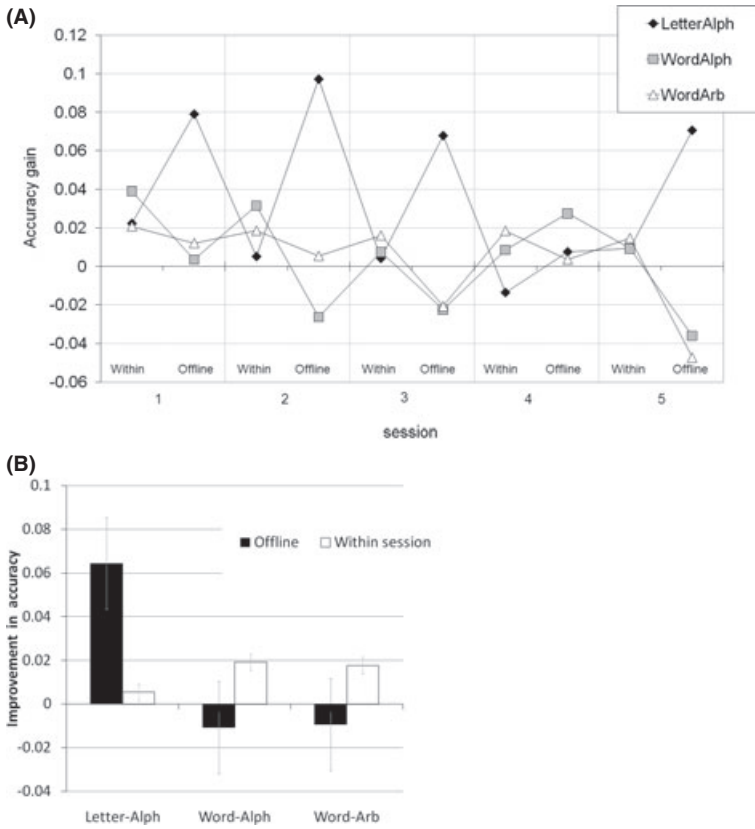 (A)
0.12
0.1
0.08
0.06
0.04
0.02
0
-0.02
-0.04
-0.06
Accuracy gain
LetterAlph
WordAlph
WordArb
Within Offline Within Offline Within Offline Within Offline Within Offline
1 2 3 4 5
session
(B)
0.1
0.08
0.06
0.04
0.02
0
-0.02
-0.04
Improvement in accuracy
Offline Within session
Letter-Alph Word-Alph Word-Arb